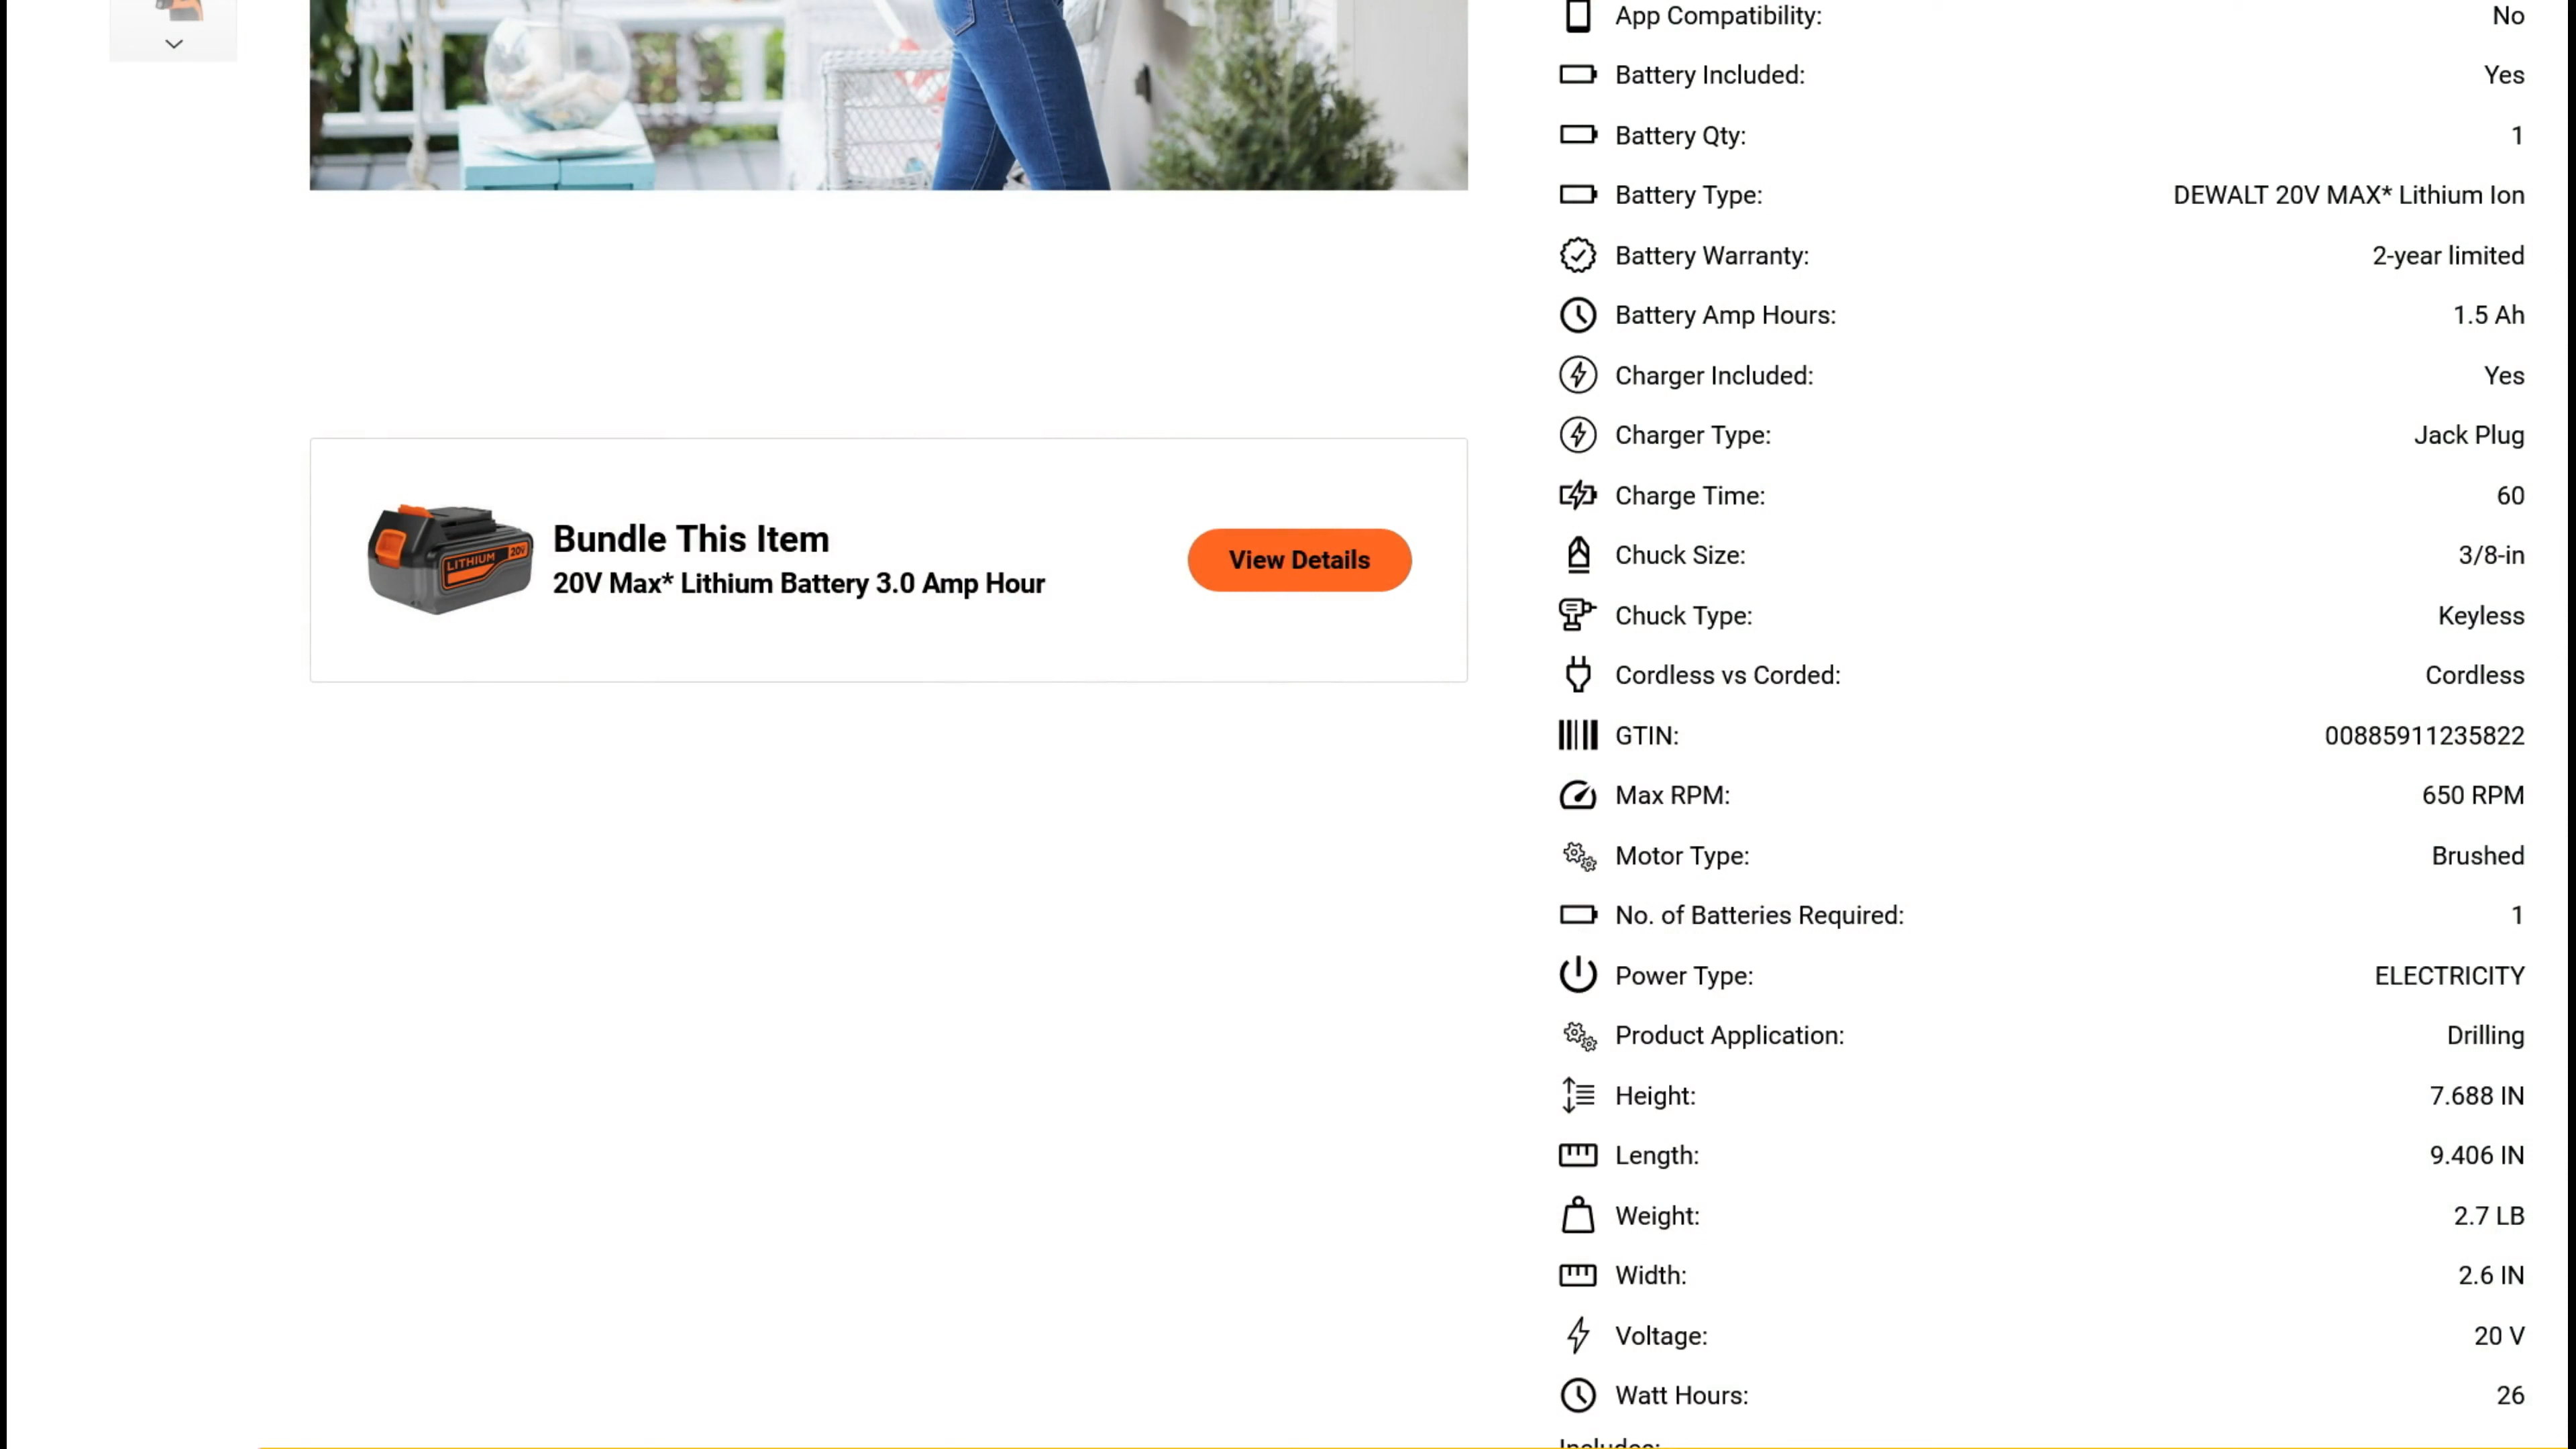 App Compatibility: No
Battery Included: Yes
Battery Qty: 1
Battery Type: DEWALT 20V MAX* Lithium Ion
Battery Warranty: 2-year limited
Battery Amp Hours: 1.5 Ah
Charger Included: Yes
Charger Type: Jack Plug
Charge Time: 60
Chuck Size: 3/8-in
Chuck Type: Keyless
Cordless vs Corded: Cordless
GTIN: 00885911235822
Max RPM: 650 RPM
Motor Type: Brushed
No. of Batteries Required: 1
Power Type: ELECTRICITY
Product Application: Drilling
Height: 7.688 IN
Length: 9.406 IN
Weight: 2.7 LB
Width: 2.6 IN
Voltage: 20 V
Watt Hours: 26
Includes:
LITHIUM 20V
Bundle This Item
20V Max* Lithium Battery 3.0 Amp Hour
View Details